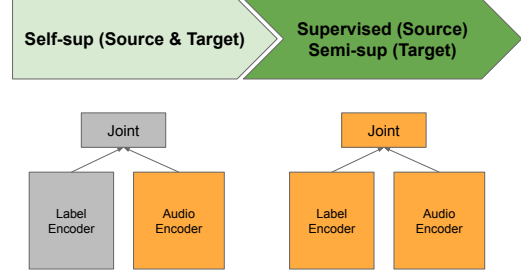 Self-sup (Source & Target)
Supervised (Source)
Semi-sup (Target)
Joint
Label
Encoder
Audio
Encoder
Joint
Label
Encoder
Audio
Encoder